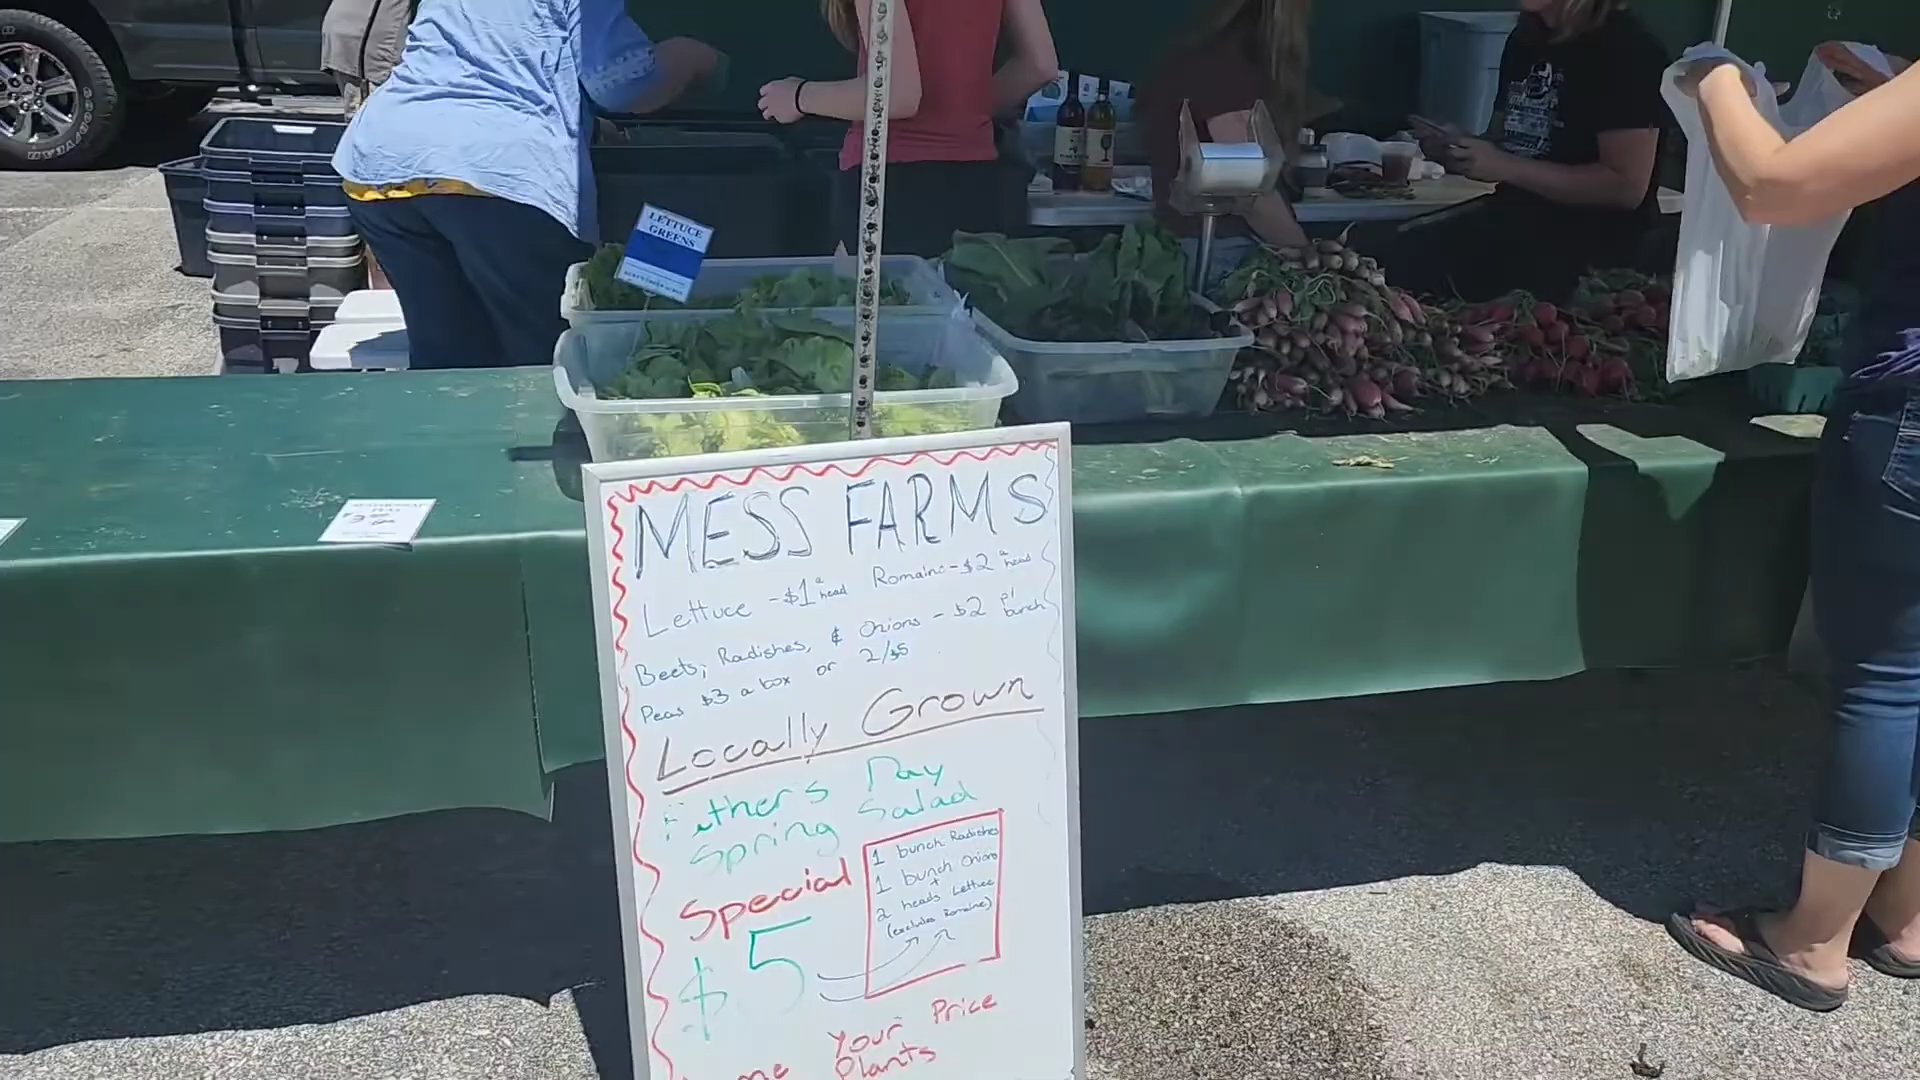 LETTUCE
GREENS
MESS FARMS
Lettuce - $1 a head Romaine - $2 a head
Beets, Radishes, & Onions - $2 p/ bunch
Peas $3 a box or 2/$5
Locally Grown
Father's Day
Spring Salad
Special
$5
1 bunch Radishes
1 bunch Onions
+
2 heads Lettuce
(excludes Romaine)
Your Price
Plants
GOODYEAR